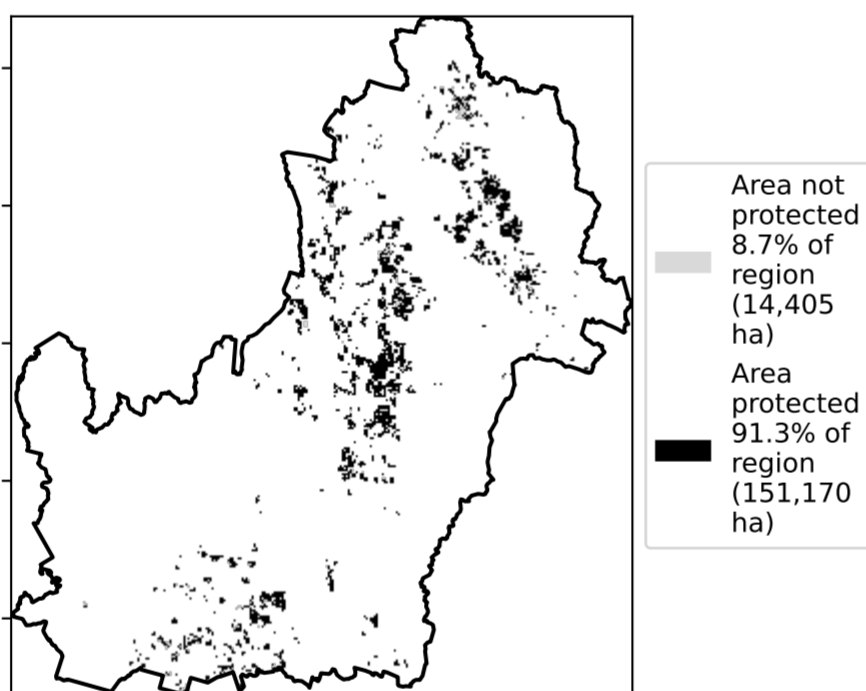 Area not
protected
8.7% of
region
(14,405
ha)
Area
protected
91.3% of
region
(151,170
ha)